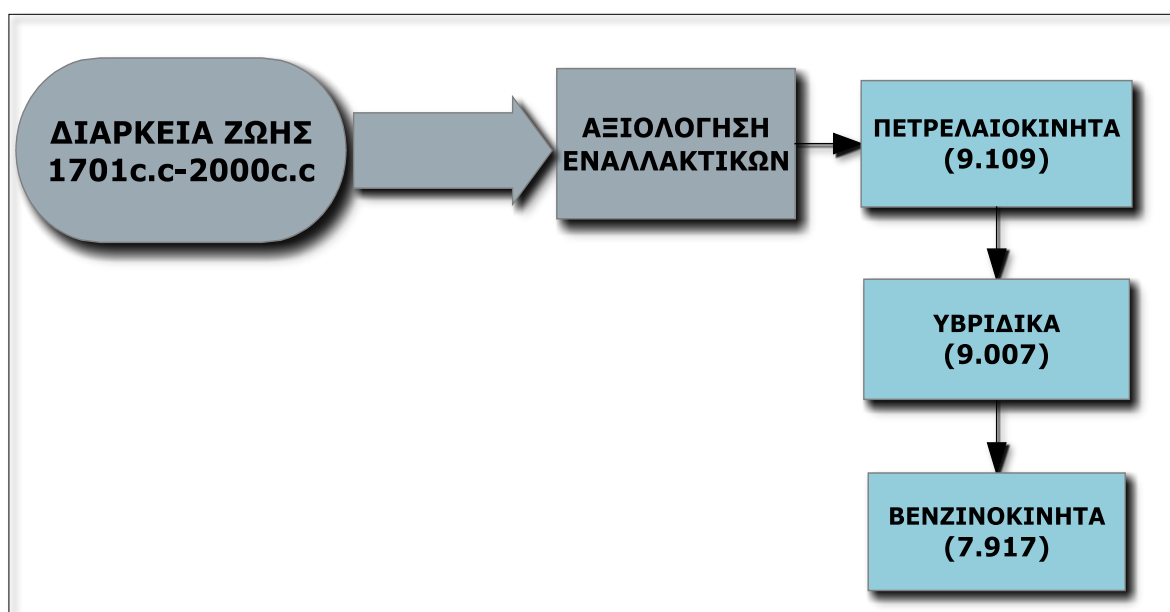 ΔΙΑΡΚΕΙΑ ΖΩΗΣ
1701c.c-2000c.c
ΑΞΙΟΛΟΓΗΣΗ
ΕΝΑΛΛΑΚΤΙΚΩΝ
ΠΕΤΡΕΛΑΙΟΚΙΝΗΤΑ
(9.109)
ΥΒΡΙΔΙΚΑ
(9.007)
ΒΕΝΖΙΝΟΚΙΝΗΤΑ
(7.917)